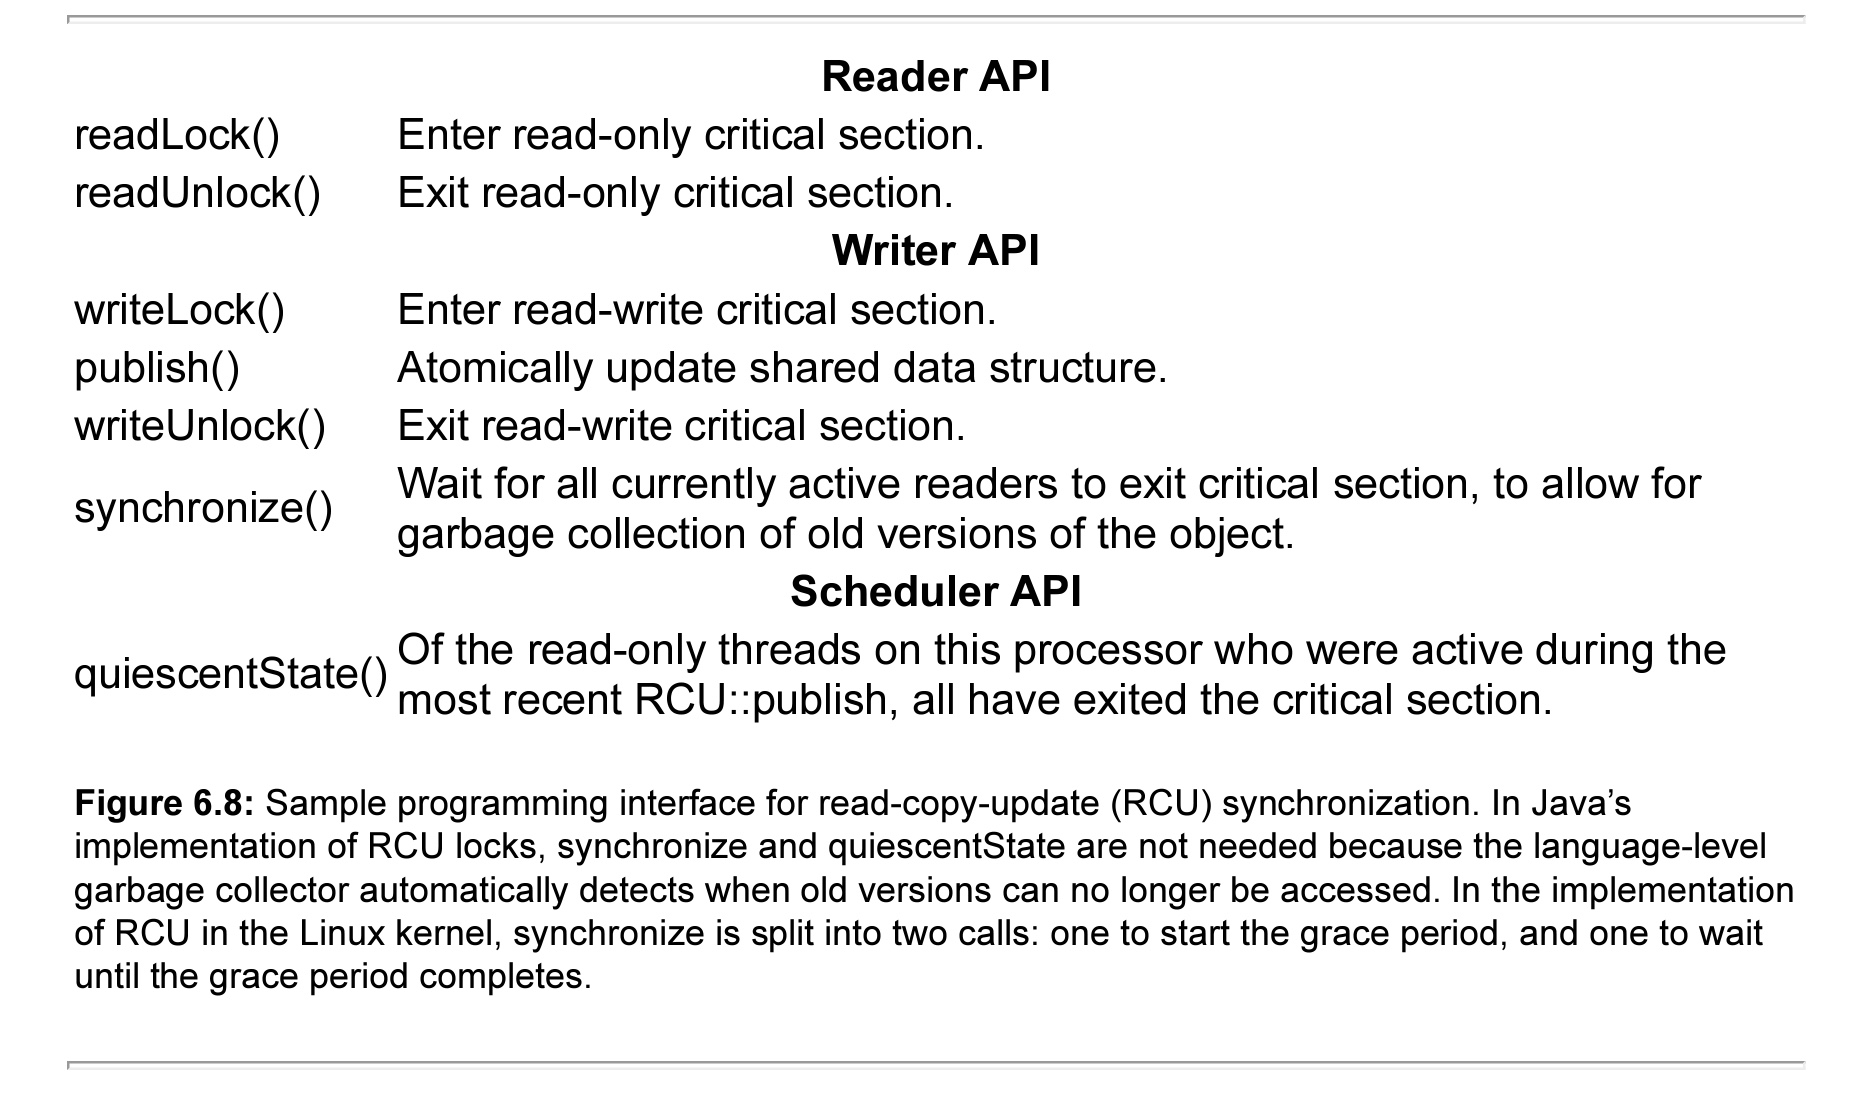 Reader API
readLock() Enter read-only critical section.
readUnlock() Exit read-only critical section.
Writer API
writeLock() Enter read-write critical section.
publish() Atomically update shared data structure.
writeUnlock() Exit read-write critical section.
synchronize() Wait for all currently active readers to exit critical section, to allow for
garbage collection of old versions of the object.
Scheduler API
quiescentState() Of the read-only threads on this processor who were active during the
most recent RCU::publish, all have exited the critical section.
Figure 6.8: Sample programming interface for read-copy-update (RCU) synchronization. In Java’s
implementation of RCU locks, synchronize and quiescentState are not needed because the language-level
garbage collector automatically detects when old versions can no longer be accessed. In the implementation
of RCU in the Linux kernel, synchronize is split into two calls: one to start the grace period, and one to wait
until the grace period completes.